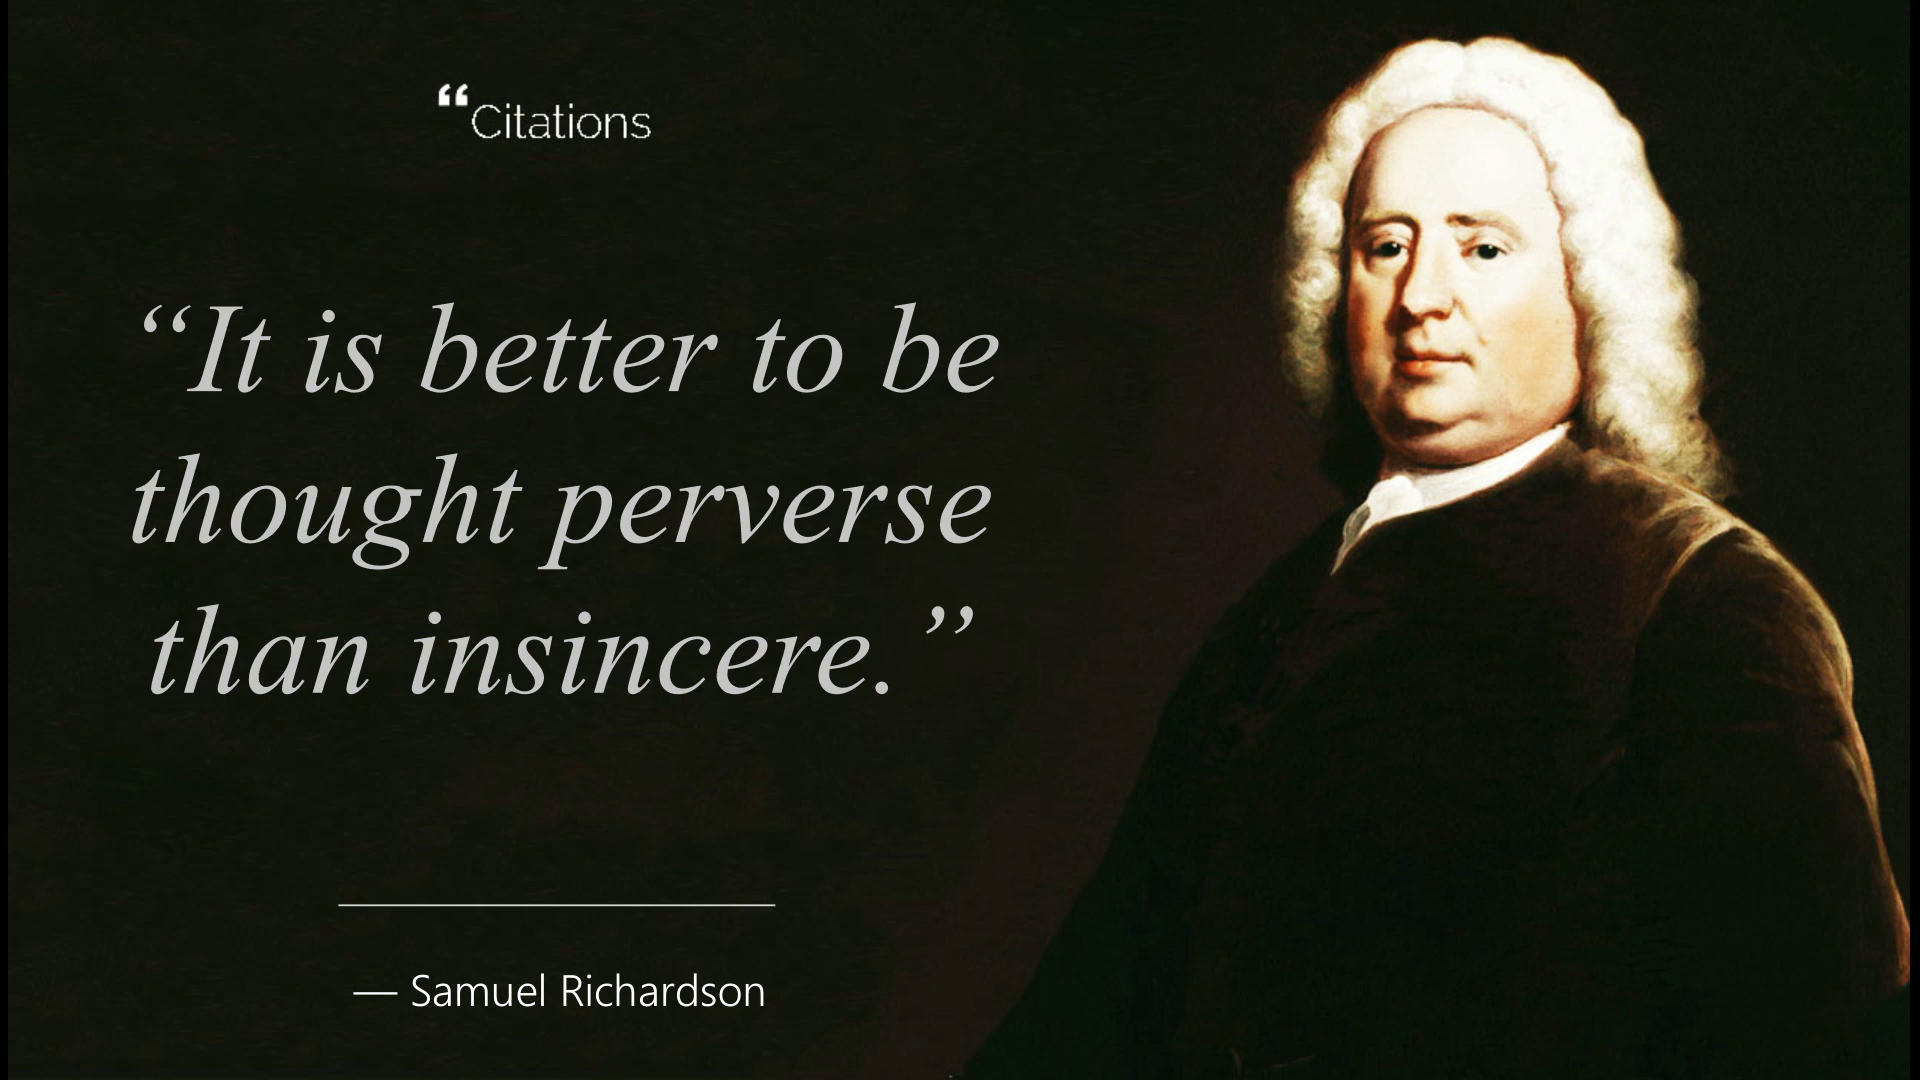 “Citations
“It is better to be
thought perverse
than insincere.”
— Samuel Richardson